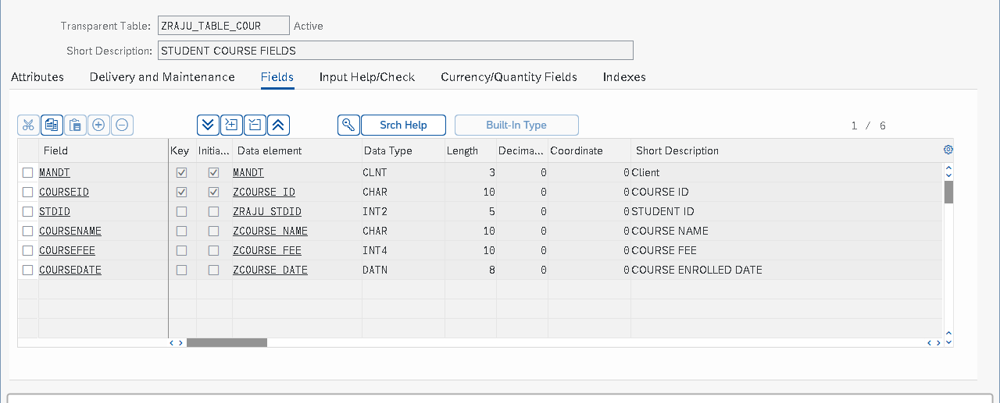 Transparent Table: ZRAJU_TABLE_COUR Active
Short Description: STUDENT COURSE FIELDS
Attributes Delivery and Maintenance Fields Input Help/Check Currency/Quantity Fields Indexes
Srch Help Built-In Type 1 / 6
Field Key Initia... Data element Data Type Length Decima... Coordinate Short Description
MANDT MANDT CLNT 3 0 0 Client
COURSEID ZCOURSE_ID CHAR 10 0 0 COURSE ID
STDID ZRAJU_STDID INT2 5 0 0 STUDENT ID
COURSENAME ZCOURSE_NAME CHAR 10 0 0 COURSE NAME
COURSEFEE ZCOURSE_FEE INT4 10 0 0 COURSE FEE
COURSEDATE ZCOURSE_DATE DATN 8 0 0 COURSE ENROLLED DATE